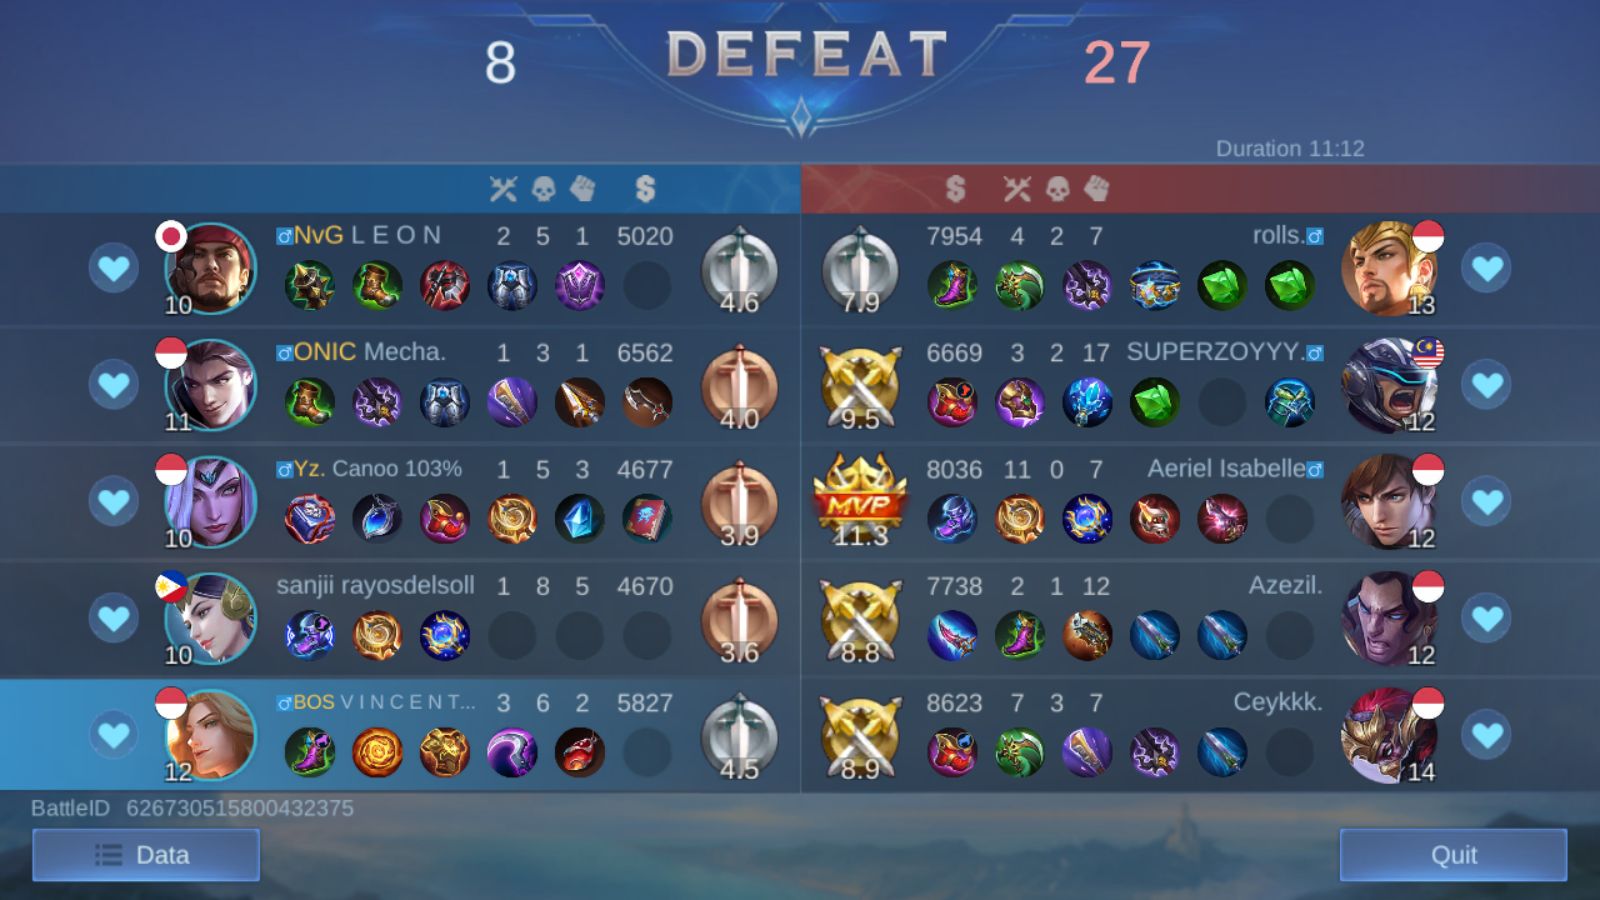 8 DEFEAT 27
Duration 11:12
NvG L E O N 2 5 1 5020
10 4.6
7954 4 2 7 rolls.
7.9 13
ONIC Mecha. 1 3 1 6562
11 4.0
6669 3 2 17 SUPERZOYYY.
9.5 12
Yz. Canoo 103% 1 5 3 4677
10 3.9
8036 11 0 7 Aeriel Isabelle
MVP
11.3 12
sanjii rayosdelsoll 1 8 5 4670
10 3.6
7738 2 1 12 Azezil.
8.8 12
BOS V I N C E N T... 3 6 2 5827
12 4.5
8623 7 3 7 Ceykkk.
8.9 14
BattleID 626730515800432375
Data
Quit